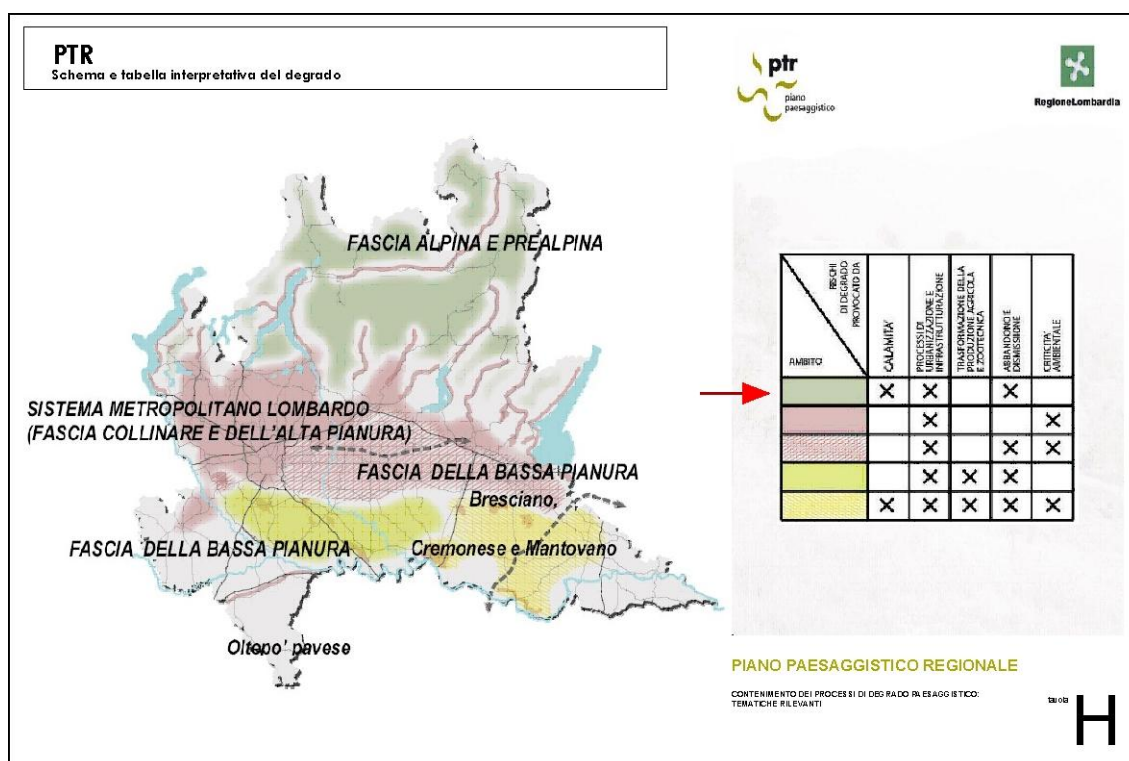 PTR
Schema e tabella interpretativa del degrado
ptr
piano
paesaggistico
RegioneLombardia
FASCIA ALPINA E PREALPINA
SISTEMA METROPOLITANO LOMBARDO
(FASCIA COLLINARE E DELL'ALTA PIANURA)
FASCIA DELLA BASSA PIANURA
Bresciano,
Cremonese e Mantovano
FASCIA DELLA BASSA PIANURA
Oltepo' pavese
RISCHI
DI DEGRADO
PROVOCATO DA
AMBITO
CALAMITA'
PROCESSI DI
URBANIZZAZIONE E
INFRASTRUTTURAZIONE
TRASFORMAZIONE DELLA
PRODUZIONE AGRICOLA
E ZOOTECNICA
ABBANDONO E
DISMISSIONE
CRITICITA'
AMBIENTALE
X X X
X X
X X X
X X X
X X X X X
PIANO PAESAGGISTICO REGIONALE
CONTENIMENTO DEI PROCESSI DI DEGRADO PAESAGGISTICO:
TEMATICHE RILEVANTI
tavola
H